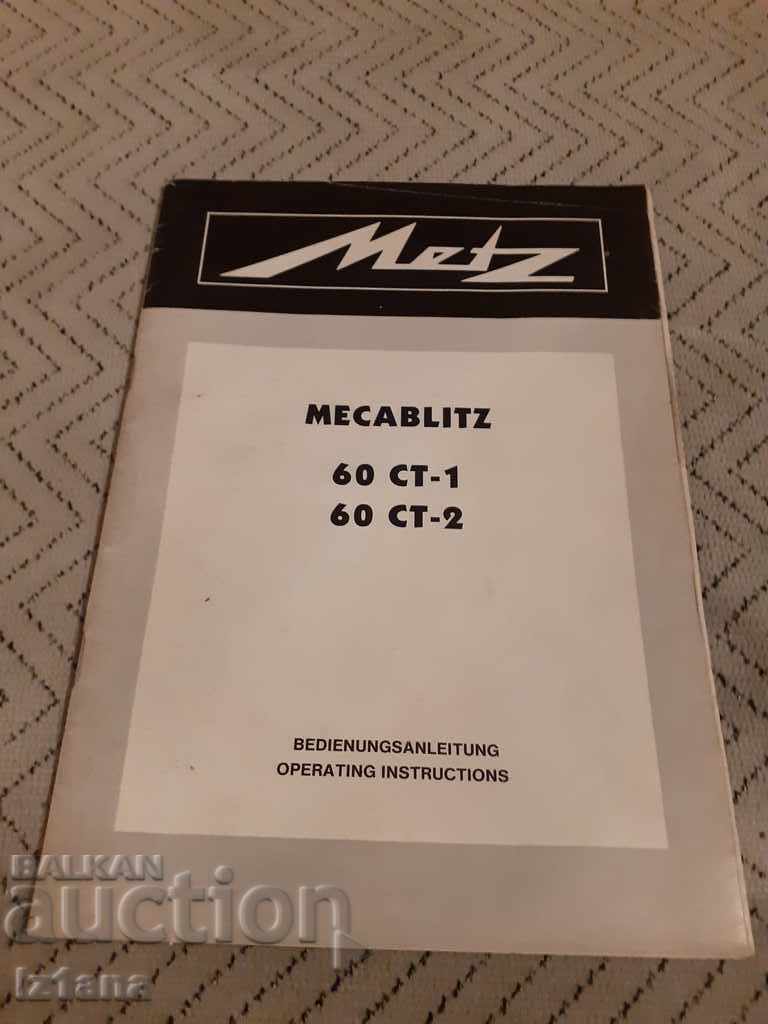 Metz
MECABLITZ
60 CT-1
60 CT-2
BEDIENUNGSANLEITUNG
OPERATING INSTRUCTIONS
BALKAN
auction
Iz1ana